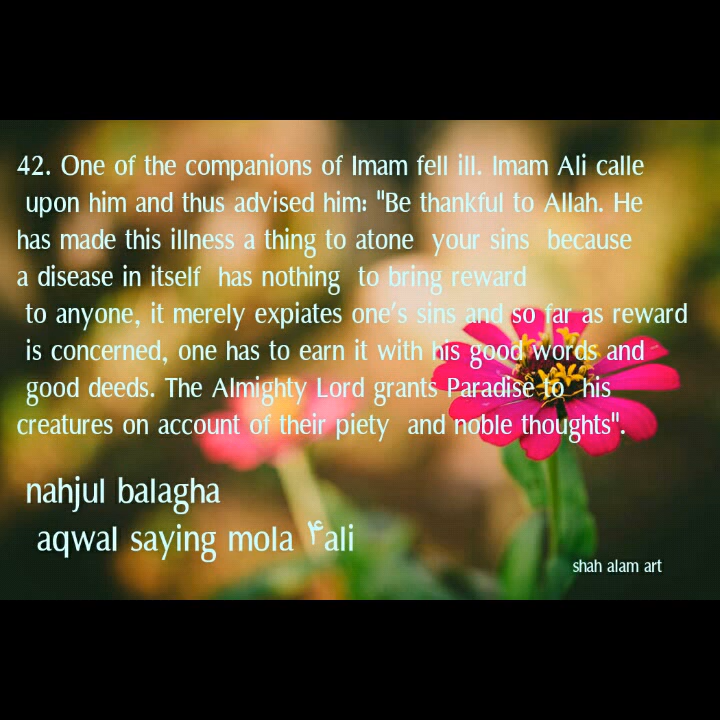 42. One of the companions of Imam fell ill. Imam Ali calle
upon him and thus advised him: "Be thankful to Allah. He
has made this illness a thing to atone your sins because
a disease in itself has nothing to bring reward
to anyone, it merely expiates one's sins and so far as reward
is concerned, one has to earn it with his good words and
good deeds. The Almighty Lord grants Paradise to his
creatures on account of their piety and noble thoughts".
nahjul balagha
aqwal saying mola ۴ali
shah alam art